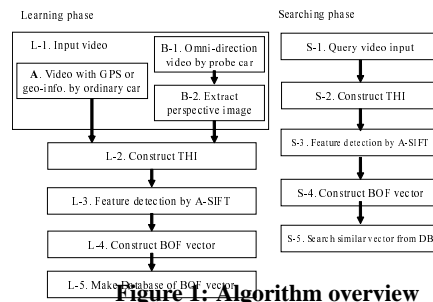 Learning phase
L-1. Input video
A. Video with GPS or
geo-info. by ordinary car
B-1. Omni-direction
video by probe car
B-2. Extract
perspective image
L-2. Construct THI
L-3. Feature detection by A-SIFT
L-4. Construct BOF vector
L-5. Make Database of BOF vector
Searching phase
S-1. Query video input
S-2. Construct THI
S-3. Feature detection by A-SIFT
S-4. Construct BOF vector
S-5. Search similar vector from DB
Figure 1: Algorithm overview